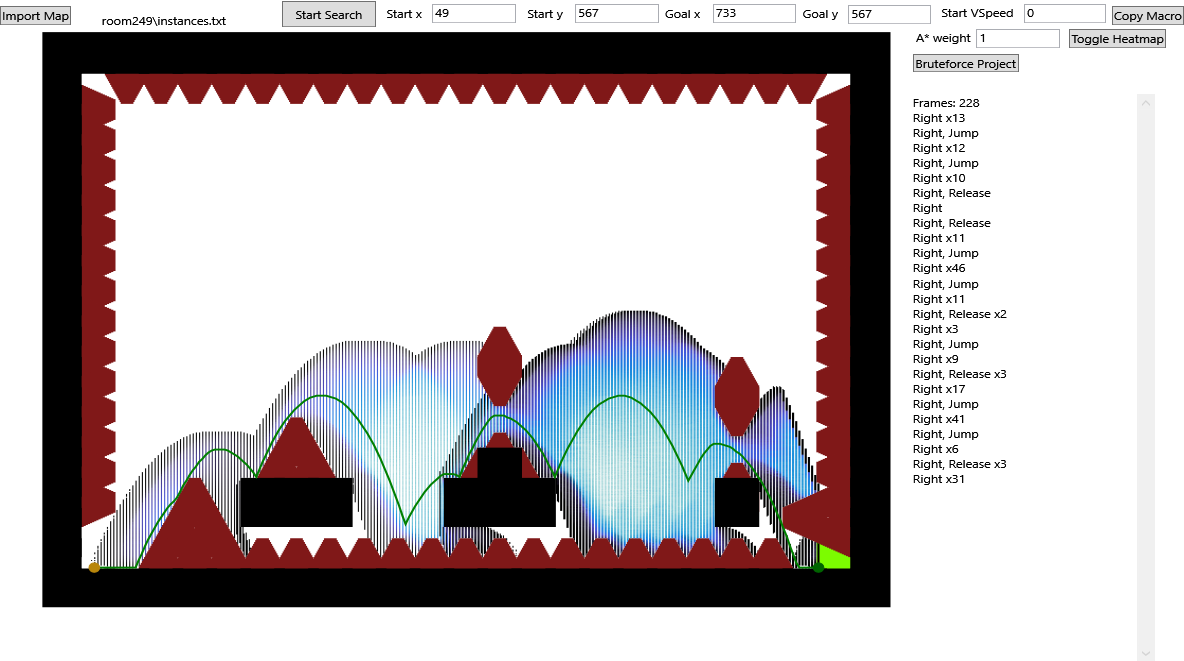 Import Map
room249\instances.txt
Start Search
Start x 49
Start y 567
Goal x 733
Goal y 567
Start VSpeed 0
Copy Macro
A* weight 1
Toggle Heatmap
Bruteforce Project
Frames: 228
Right x13
Right, Jump
Right x12
Right, Jump
Right x10
Right, Release
Right
Right, Release
Right x11
Right, Jump
Right x46
Right, Jump
Right x11
Right, Release x2
Right x3
Right, Jump
Right x9
Right, Release x3
Right x17
Right, Jump
Right x41
Right, Jump
Right x6
Right, Release x3
Right x31